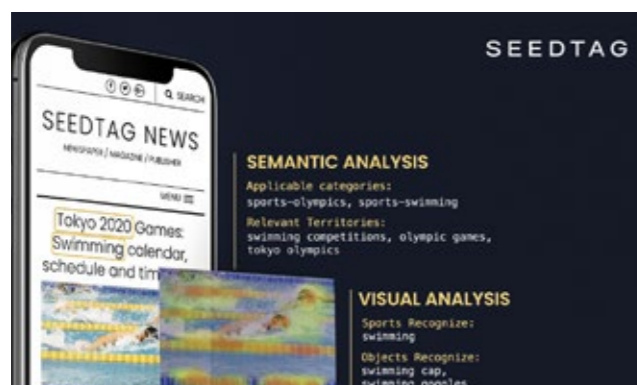 SEEDTAG
SEARCH
SEEDTAG NEWS
NEWSPAPER / MAGAZINE / PUBLISHER
MENU
Tokyo 2020 Games:
Swimming calendar,
schedule and tim
SEMANTIC ANALYSIS
Applicable categories:
sports-olympics, sports-swimming
Relevant Territories:
swimming competitions, olympic games,
tokyo olympics
VISUAL ANALYSIS
Sports Recognize:
swimming
Objects Recognize:
swimming cap,
swimming goggles